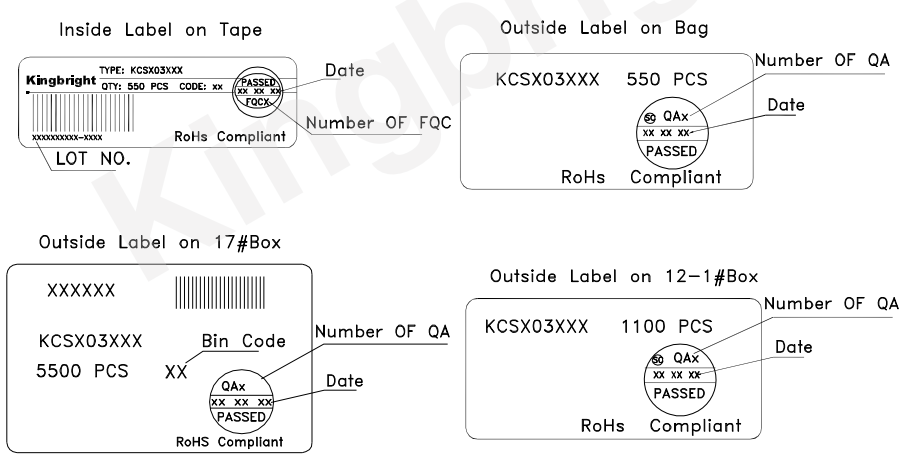 Inside Label on Tape
Kingbright
TYPE: KCSX03XXX
QTY: 550 PCS CODE: xx
PASSED
xx xx xx
FQCX
xxxxxxxxxx-xxxx
RoHs Compliant
Date
Number OF FQC
LOT NO.
Outside Label on Bag
KCSX03XXX 550 PCS
SG QAx
xx xx xx
PASSED
RoHs Compliant
Number OF QA
Date
Outside Label on 17#Box
XXXXXX
KCSX03XXX
5500 PCS
Bin Code
XX
QAx
xx xx xx
PASSED
RoHS Compliant
Number OF QA
Date
Outside Label on 12-1#Box
KCSX03XXX 1100 PCS
SG QAx
xx xx xx
PASSED
RoHs Compliant
Number OF QA
Date
Kingbright